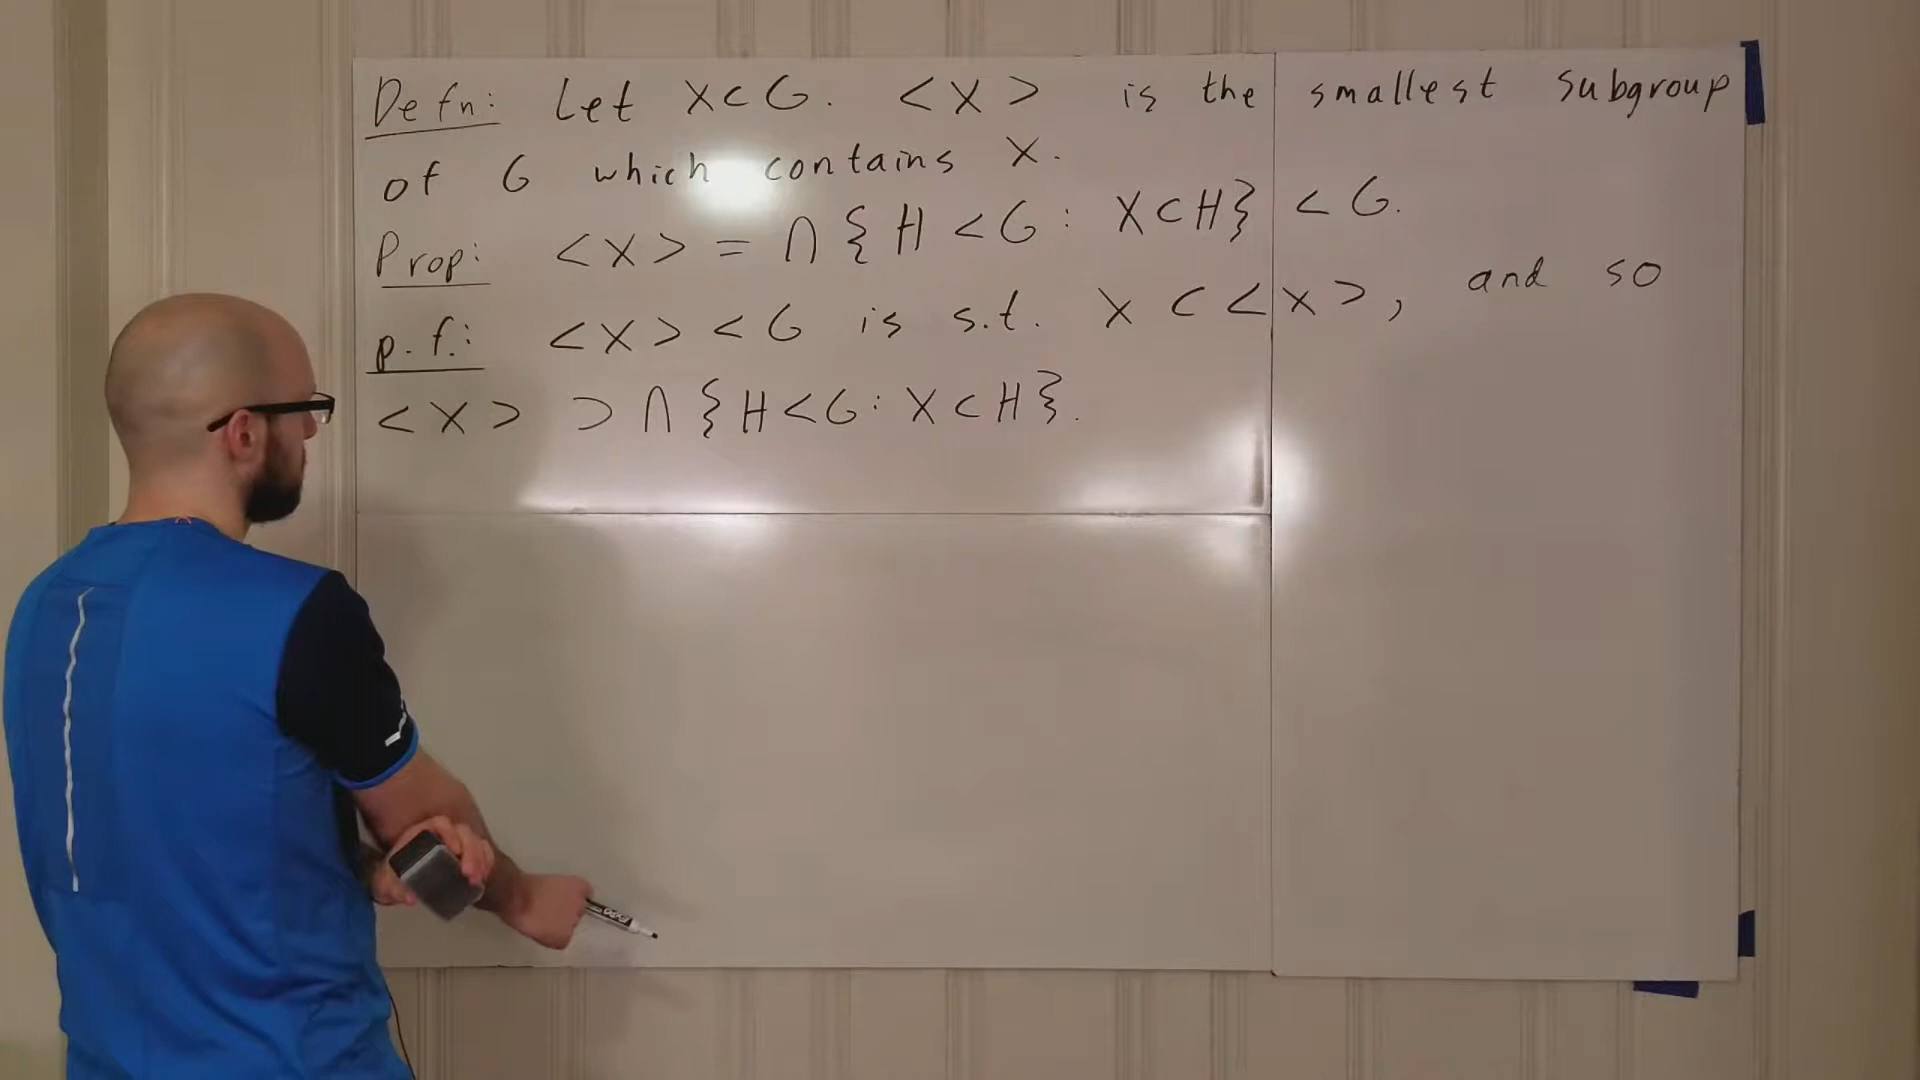 Defn: Let X⊂G. <X> is the smallest subgroup
of G which contains X.
Prop: <X> = ∩ {H < G : X⊂H} < G.
p.f.: <X> < G is s.t. X ⊂ <X>, and so
<X> ⊃ ∩ {H<G: X⊂H}.